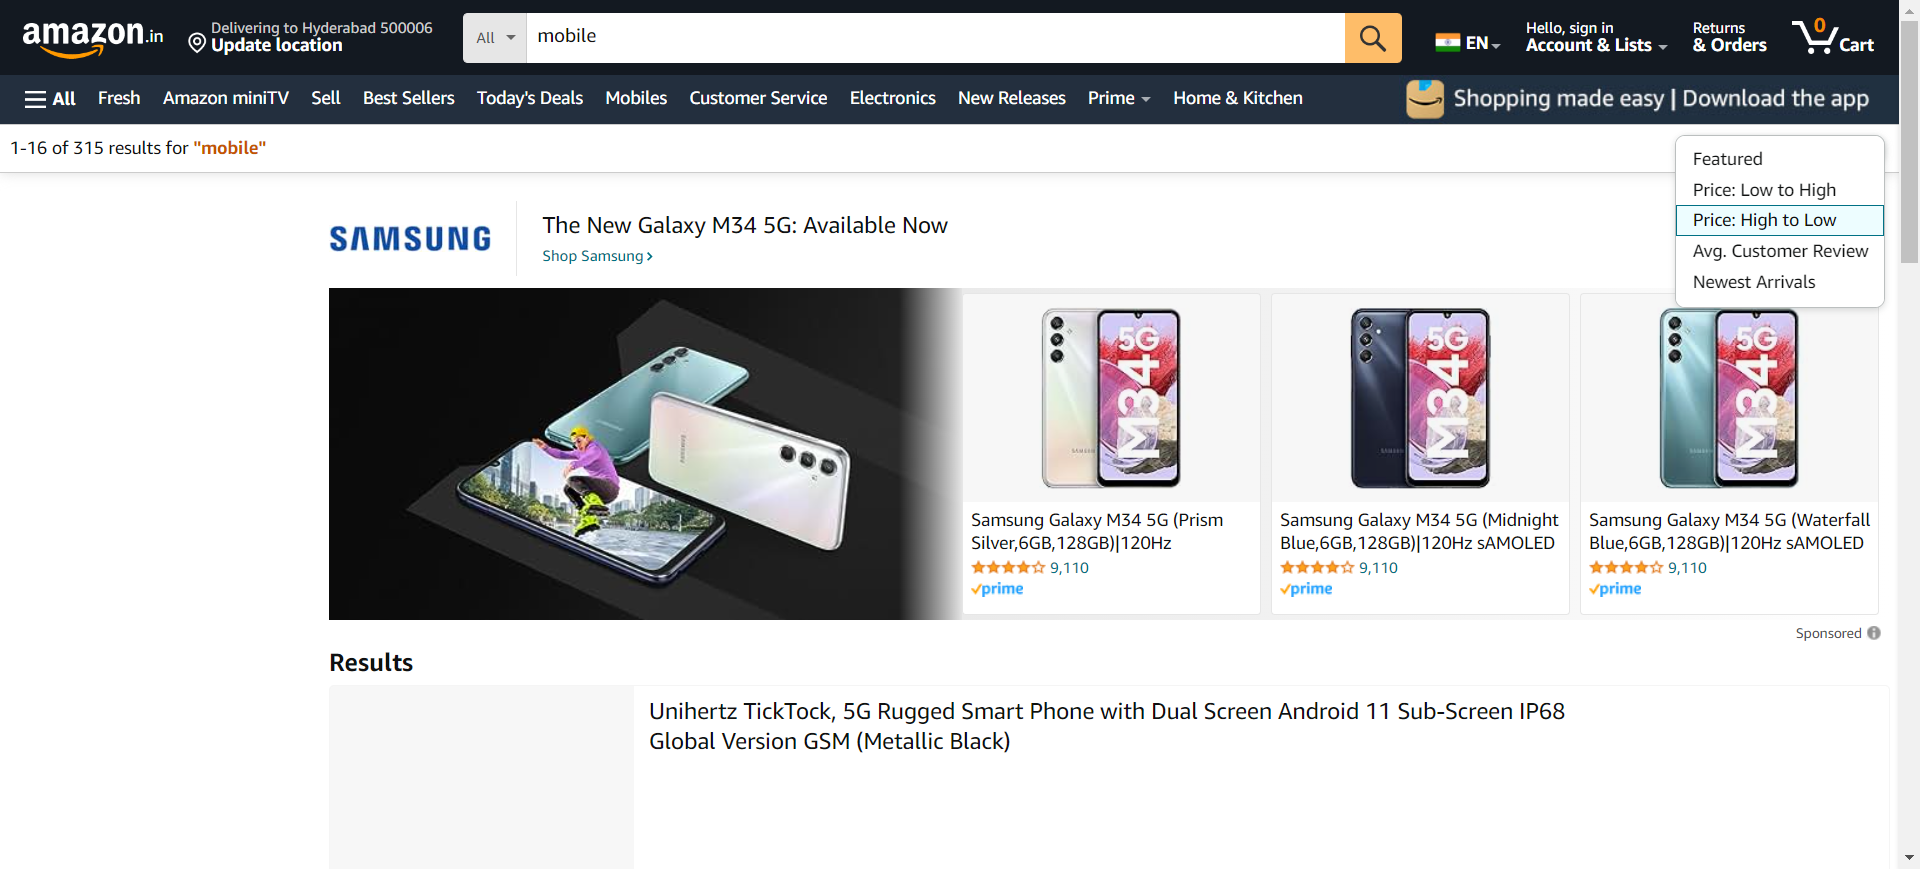 amazon.in
Delivering to Hyderabad 500006
Update location
All
mobile
EN
Hello, sign in
Account & Lists
Returns
& Orders
0
Cart
All
Fresh
Amazon miniTV
Sell
Best Sellers
Today's Deals
Mobiles
Customer Service
Electronics
New Releases
Prime
Home & Kitchen
Shopping made easy | Download the app
1-16 of 315 results for "mobile"
Featured
Price: Low to High
Price: High to Low
Avg. Customer Review
Newest Arrivals
SAMSUNG
The New Galaxy M34 5G: Available Now
Shop Samsung
5G
M34
SAMSUNG
5G
M34
SAMSUNG
5G
M34
SAMSUNG
Samsung Galaxy M34 5G (Prism
Silver,6GB,128GB)|120Hz
9,110
prime
Samsung Galaxy M34 5G (Midnight
Blue,6GB,128GB)|120Hz sAMOLED
9,110
prime
Samsung Galaxy M34 5G (Waterfall
Blue,6GB,128GB)|120Hz sAMOLED
9,110
prime
Sponsored
Results
Unihertz TickTock, 5G Rugged Smart Phone with Dual Screen Android 11 Sub-Screen IP68
Global Version GSM (Metallic Black)